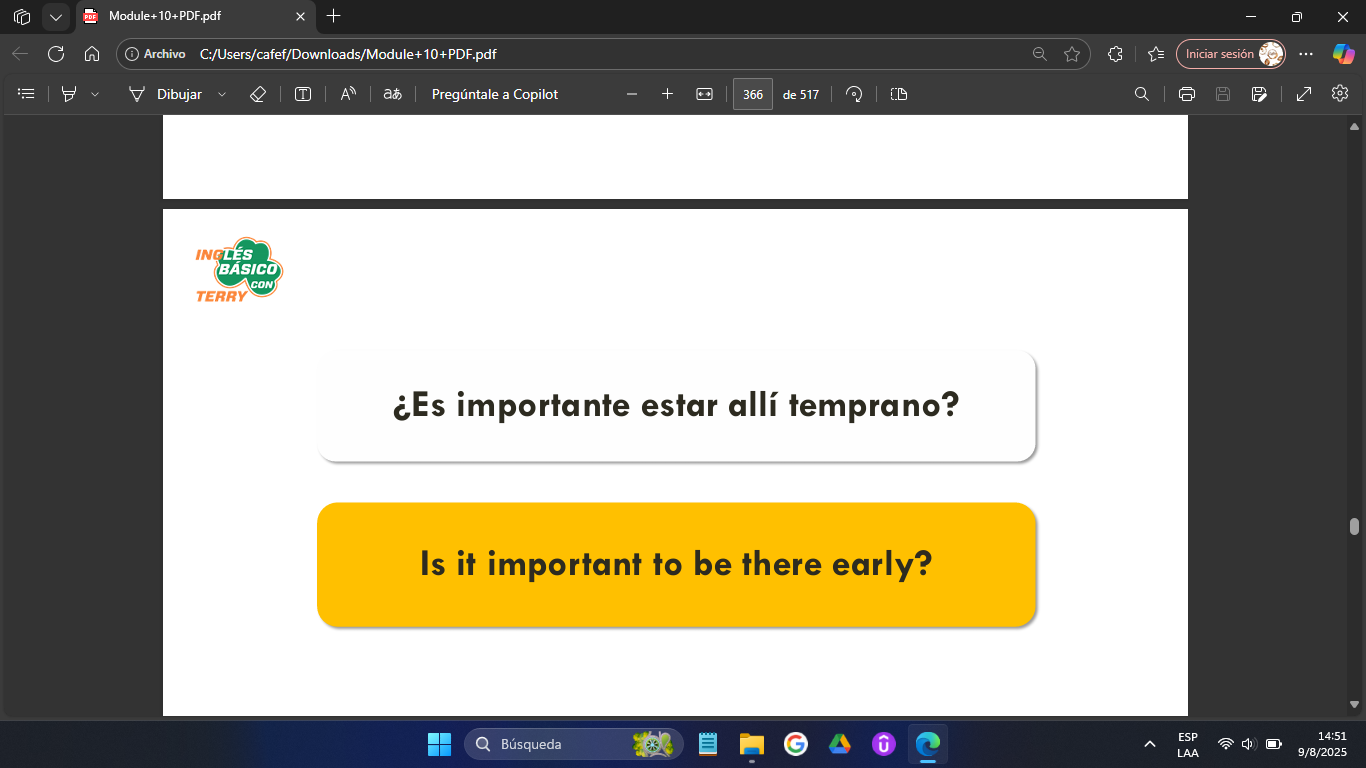 Module+10+PDF.pdf
Archivo C:/Users/cafef/Downloads/Module+10+PDF.pdf Iniciar sesión
Dibujar aあ Pregúntale a Copilot 366 de 517
INGLÉS
BÁSICO
CON
TERRY
¿Es importante estar allí temprano?
Is it important to be there early?
Búsqueda
ESP
LAA
14:51
9/8/2025